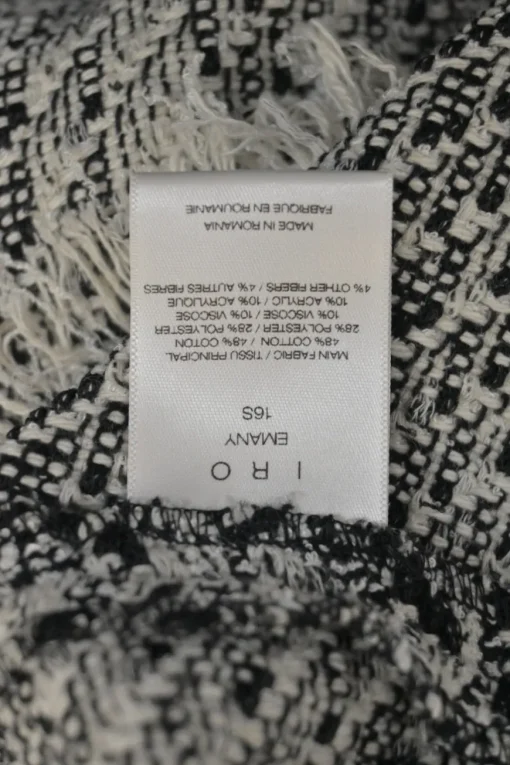 I R O
EMANY
16S
MAIN FABRIC / TISSU PRINCIPAL
48% COTTON / 48% COTON
28% POLYESTER / 28% POLYESTER
10% VISCOSE / 10% VISCOSE
10% ACRYLIC / 10% ACRYLIQUE
4% OTHER FIBERS / 4% AUTRES FIBRES
MADE IN ROMANIA
FABRIQUE EN ROUMANIE